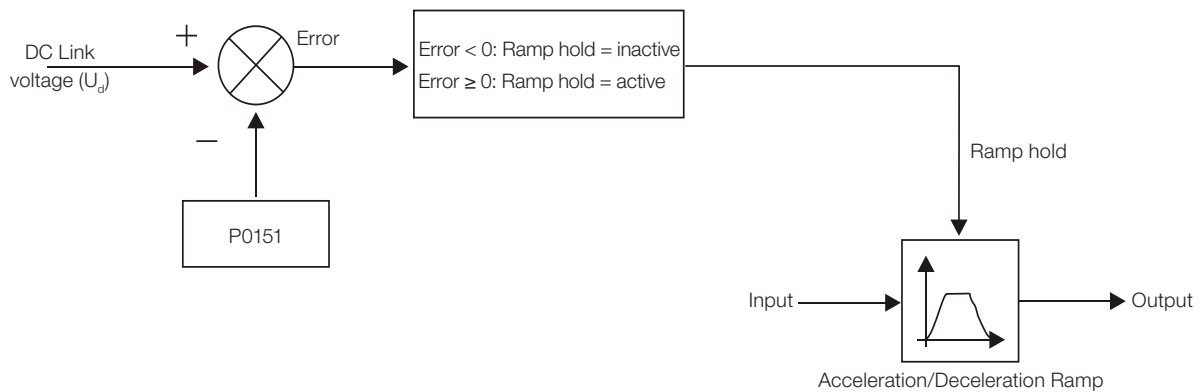 DC Link
voltage (Ud)
+
Error
−
P0151
Error < 0: Ramp hold = inactive
Error ≥ 0: Ramp hold = active
Ramp hold
Input
Output
Acceleration/Deceleration Ramp